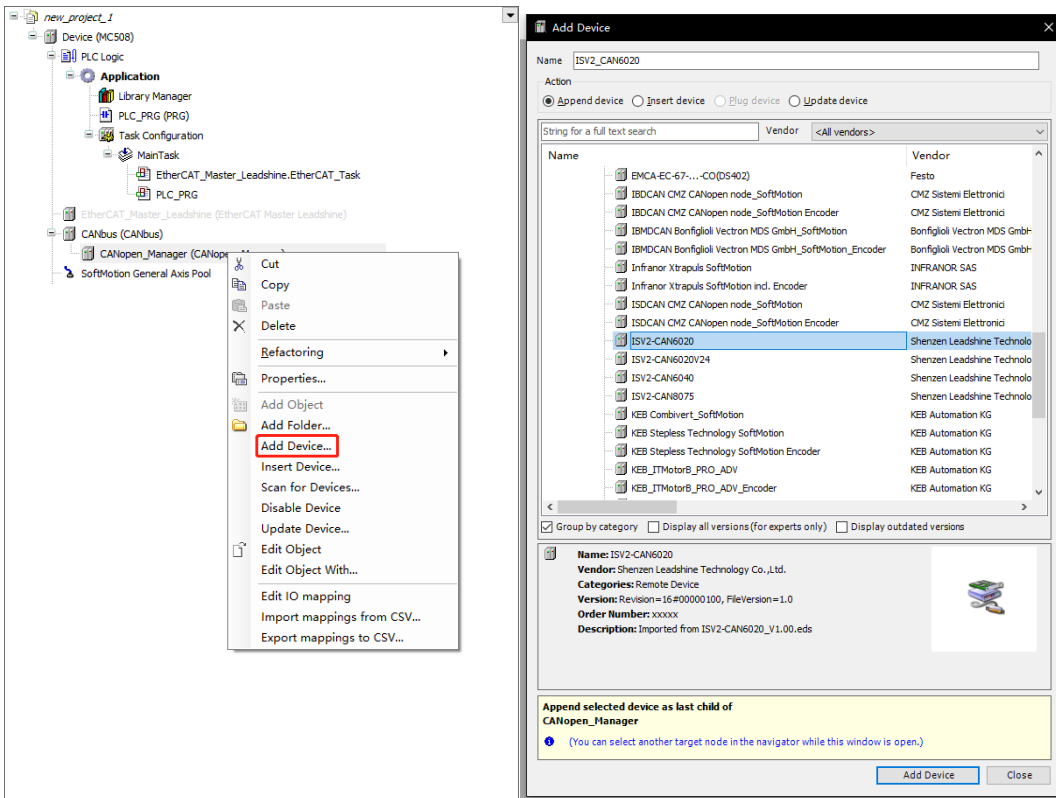 new_project_1
Device (MC508)
PLC Logic
Application
Library Manager
PLC_PRG (PRG)
Task Configuration
MainTask
EtherCAT_Master_Leadshine.EtherCAT_Task
PLC_PRG
EtherCAT_Master_Leadshine (EtherCAT Master Leadshine)
CANbus (CANbus)
CANopen_Manager (CANope
SoftMotion General Axis Pool
Cut
Copy
Paste
Delete
Refactoring
Properties...
Add Object
Add Folder...
Add Device...
Insert Device...
Scan for Devices...
Disable Device
Update Device...
Edit Object
Edit Object With...
Edit IO mapping
Import mappings from CSV...
Export mappings to CSV...
Add Device
Name ISV2_CAN6020
Action
Append device Insert device Plug device Update device
String for a full text search Vendor <All vendors>
Name Vendor
EMCA-EC-67-...-CO(DS402) Festo
IBDCAN CMZ CANopen node_SoftMotion CMZ Sistemi Elettronici
IBDCAN CMZ CANopen node_SoftMotion Encoder CMZ Sistemi Elettronici
IBMDCAN Bonfiglioli Vectron MDS GmbH_SoftMotion Bonfiglioli Vectron MDS GmbH
IBMDCAN Bonfiglioli Vectron MDS GmbH_SoftMotion_Encoder Bonfiglioli Vectron MDS GmbH
Infranor Xtrapuls SoftMotion INFRANOR SAS
Infranor Xtrapuls SoftMotion incl. Encoder INFRANOR SAS
ISDCAN CMZ CANopen node_SoftMotion CMZ Sistemi Elettronici
ISDCAN CMZ CANopen node_SoftMotion Encoder CMZ Sistemi Elettronici
ISV2-CAN6020 Shenzen Leadshine Technolo
ISV2-CAN6020V24 Shenzen Leadshine Technolo
ISV2-CAN6040 Shenzen Leadshine Technolo
ISV2-CAN8075 Shenzen Leadshine Technolo
KEB Combivert_SoftMotion KEB Automation KG
KEB Stepless Technology SoftMotion KEB Automation KG
KEB Stepless Technology SoftMotion Encoder KEB Automation KG
KEB_ITMotorB_PRO_ADV KEB Automation KG
KEB_ITMotorB_PRO_ADV_Encoder KEB Automation KG
Group by category Display all versions (for experts only) Display outdated versions
Name: ISV2-CAN6020
Vendor: Shenzen Leadshine Technology Co.,Ltd.
Categories: Remote Device
Version: Revision=16#00000100, FileVersion=1.0
Order Number: xxxxx
Description: Imported from ISV2-CAN6020_V1.00.eds
Append selected device as last child of
CANopen_Manager
(You can select another target node in the navigator while this window is open.)
Add Device Close